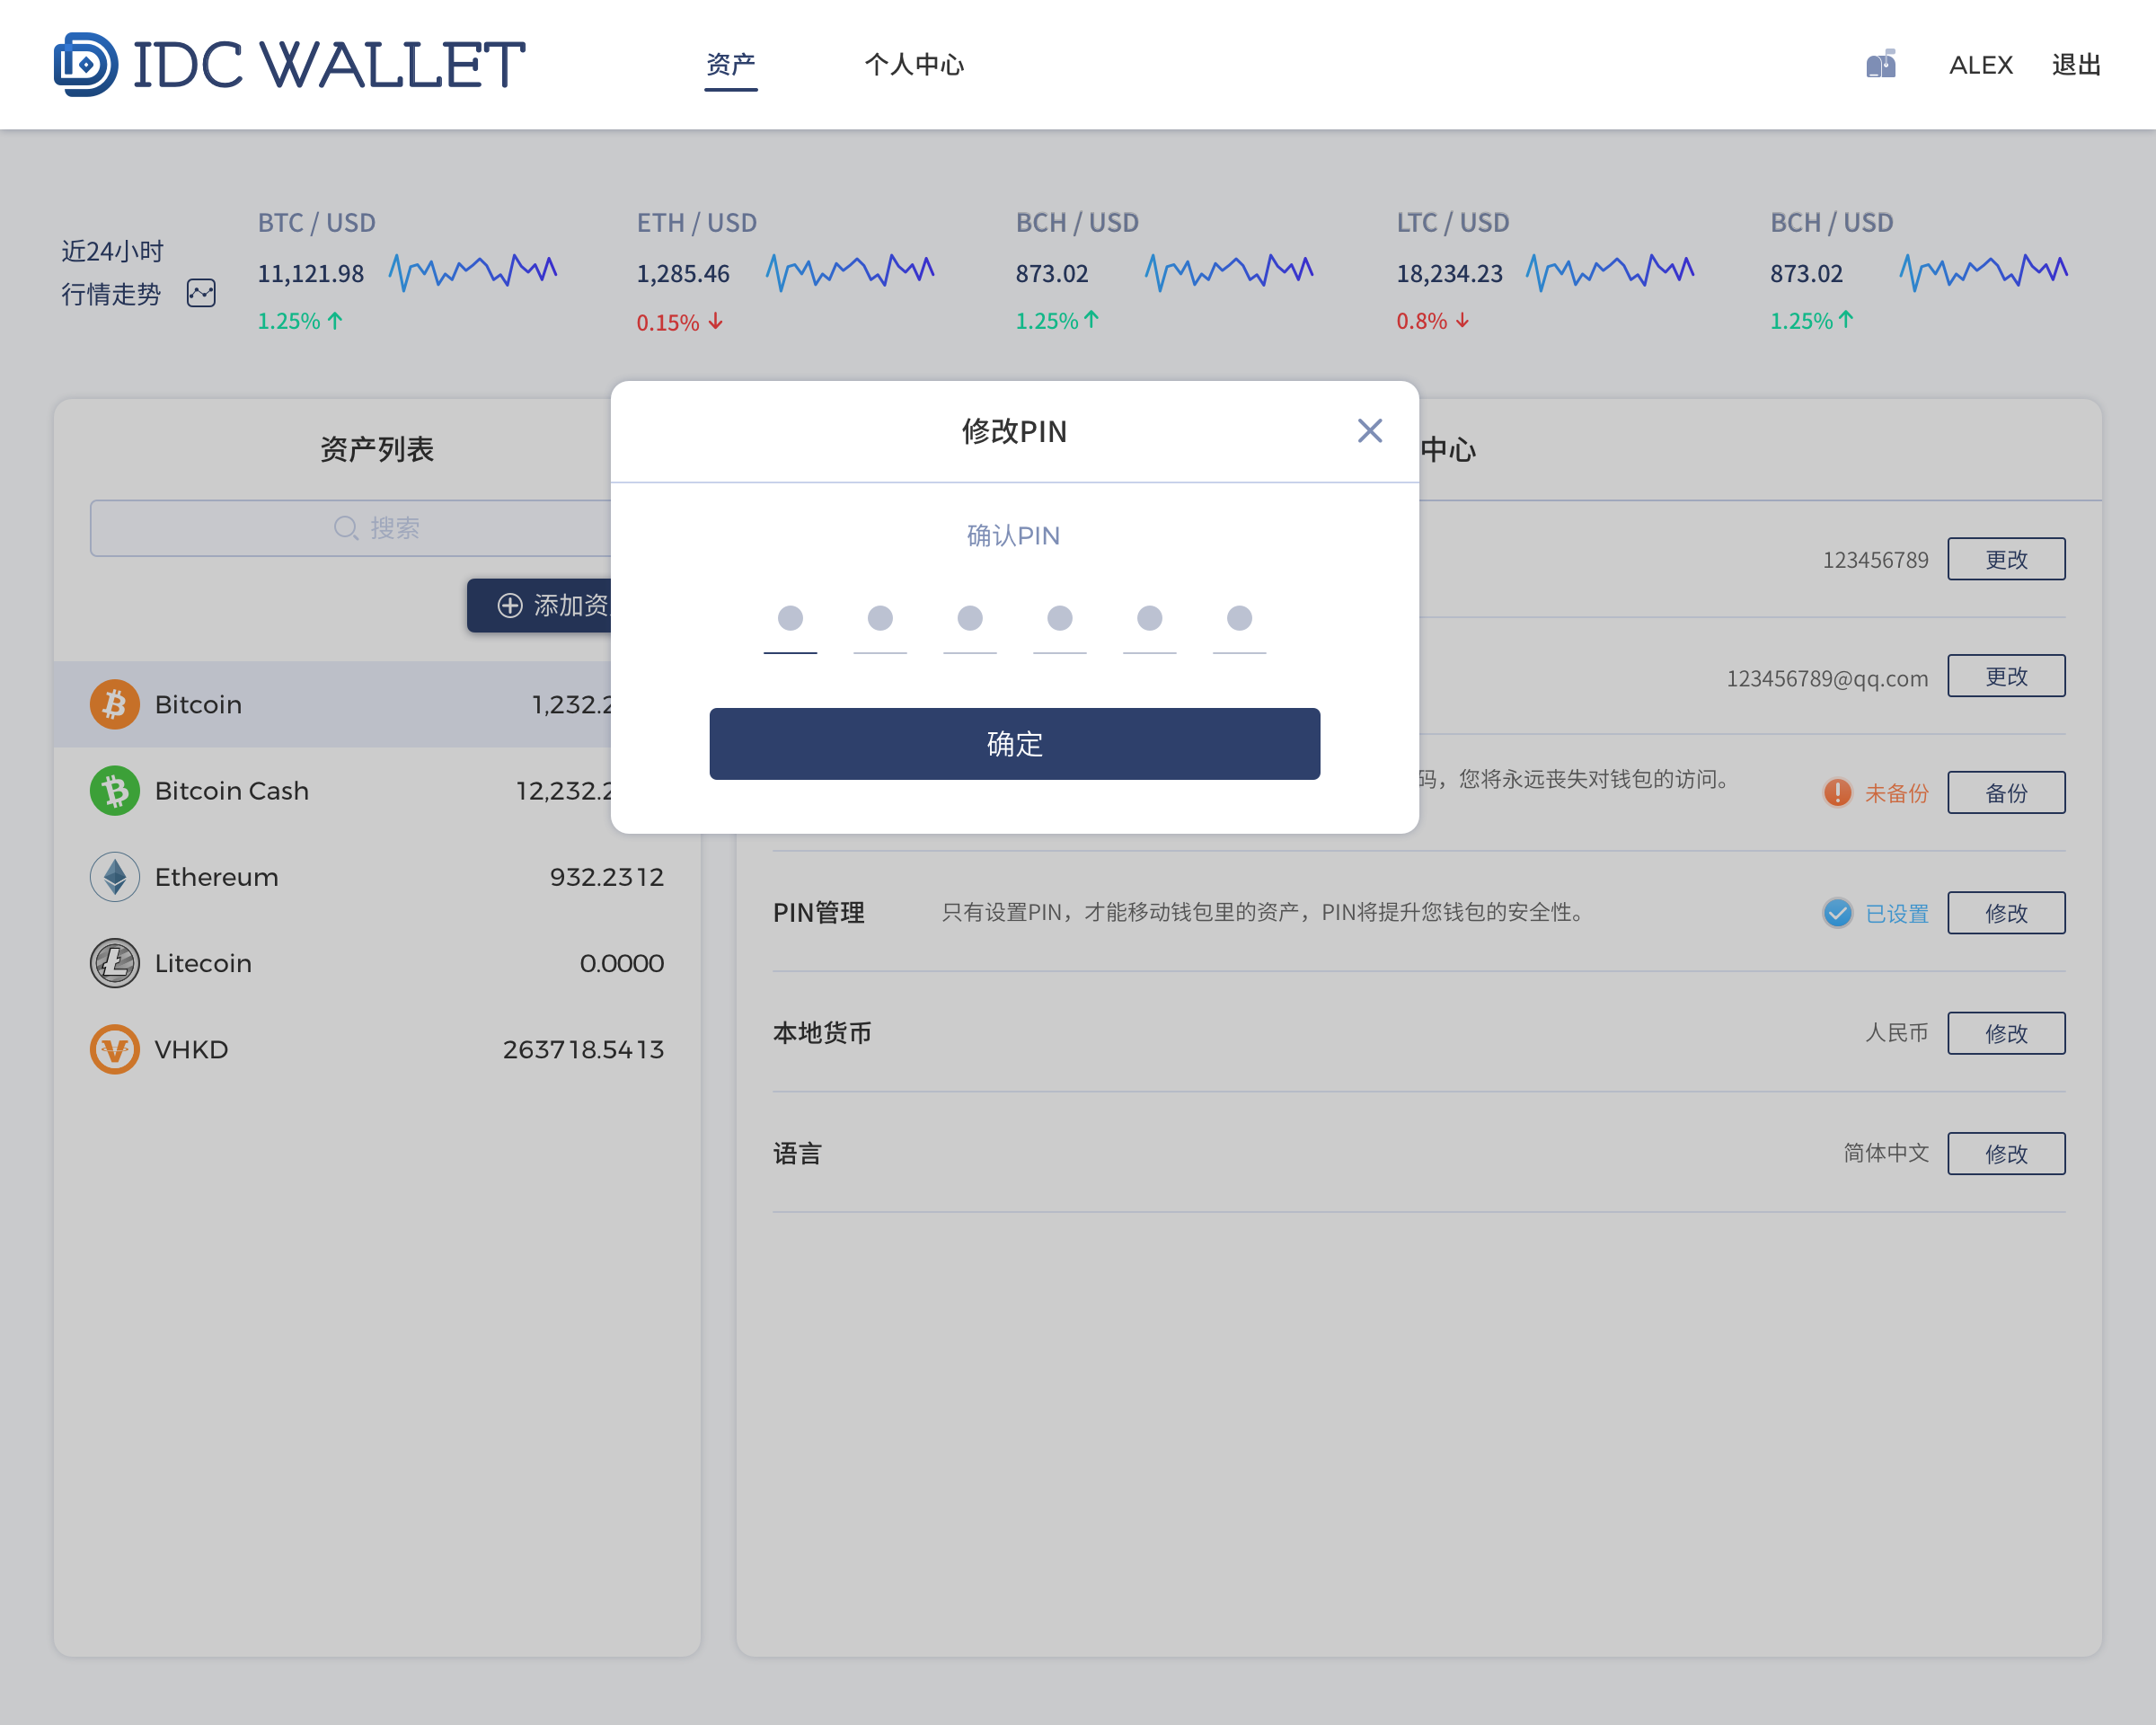 IDC WALLET
资产
个人中心
ALEX
退出
近24小时
行情走势
BTC / USD
11,121.98
1.25%
ETH / USD
1,285.46
0.15%
BCH / USD
873.02
1.25%
LTC / USD
18,234.23
0.8%
BCH / USD
873.02
1.25%
资产列表
搜索
添加资
Bitcoin
1,232.2
Bitcoin Cash
12,232.2
Ethereum
932.2312
Litecoin
0.0000
VHKD
263718.5413
修改PIN
确认PIN
确定
中心
123456789
更改
123456789@qq.com
更改
码，您将永远丧失对钱包的访问。
未备份
备份
PIN管理
只有设置PIN，才能移动钱包里的资产，PIN将提升您钱包的安全性。
已设置
修改
本地货币
人民币
修改
语言
简体中文
修改